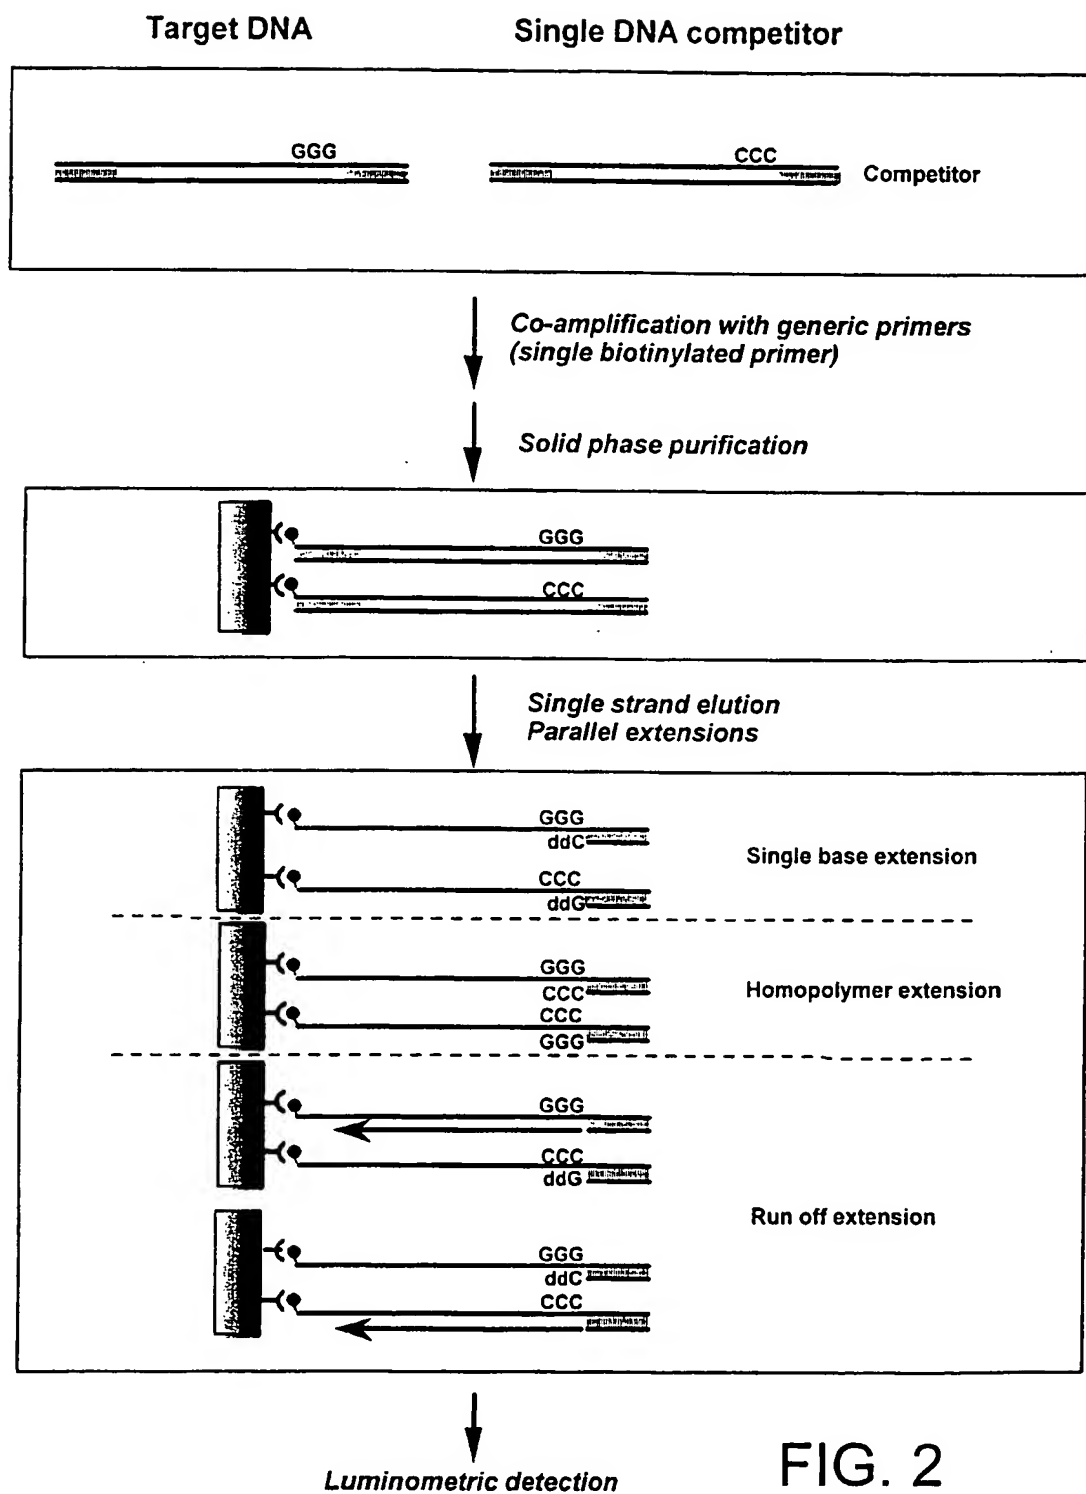 Target DNA Single DNA competitor
GGG CCC
Competitor
Co-amplification with generic primers
(single biotinylated primer)
Solid phase purification
GGG
CCC
Single strand elution
Parallel extensions
GGG
ddC
Single base extension
CCC
ddG
GGG
CCC
Homopolymer extension
CCC
GGG
GGG
CCC
ddG
Run off extension
GGG
ddC
CCC
Luminometric detection
FIG. 2